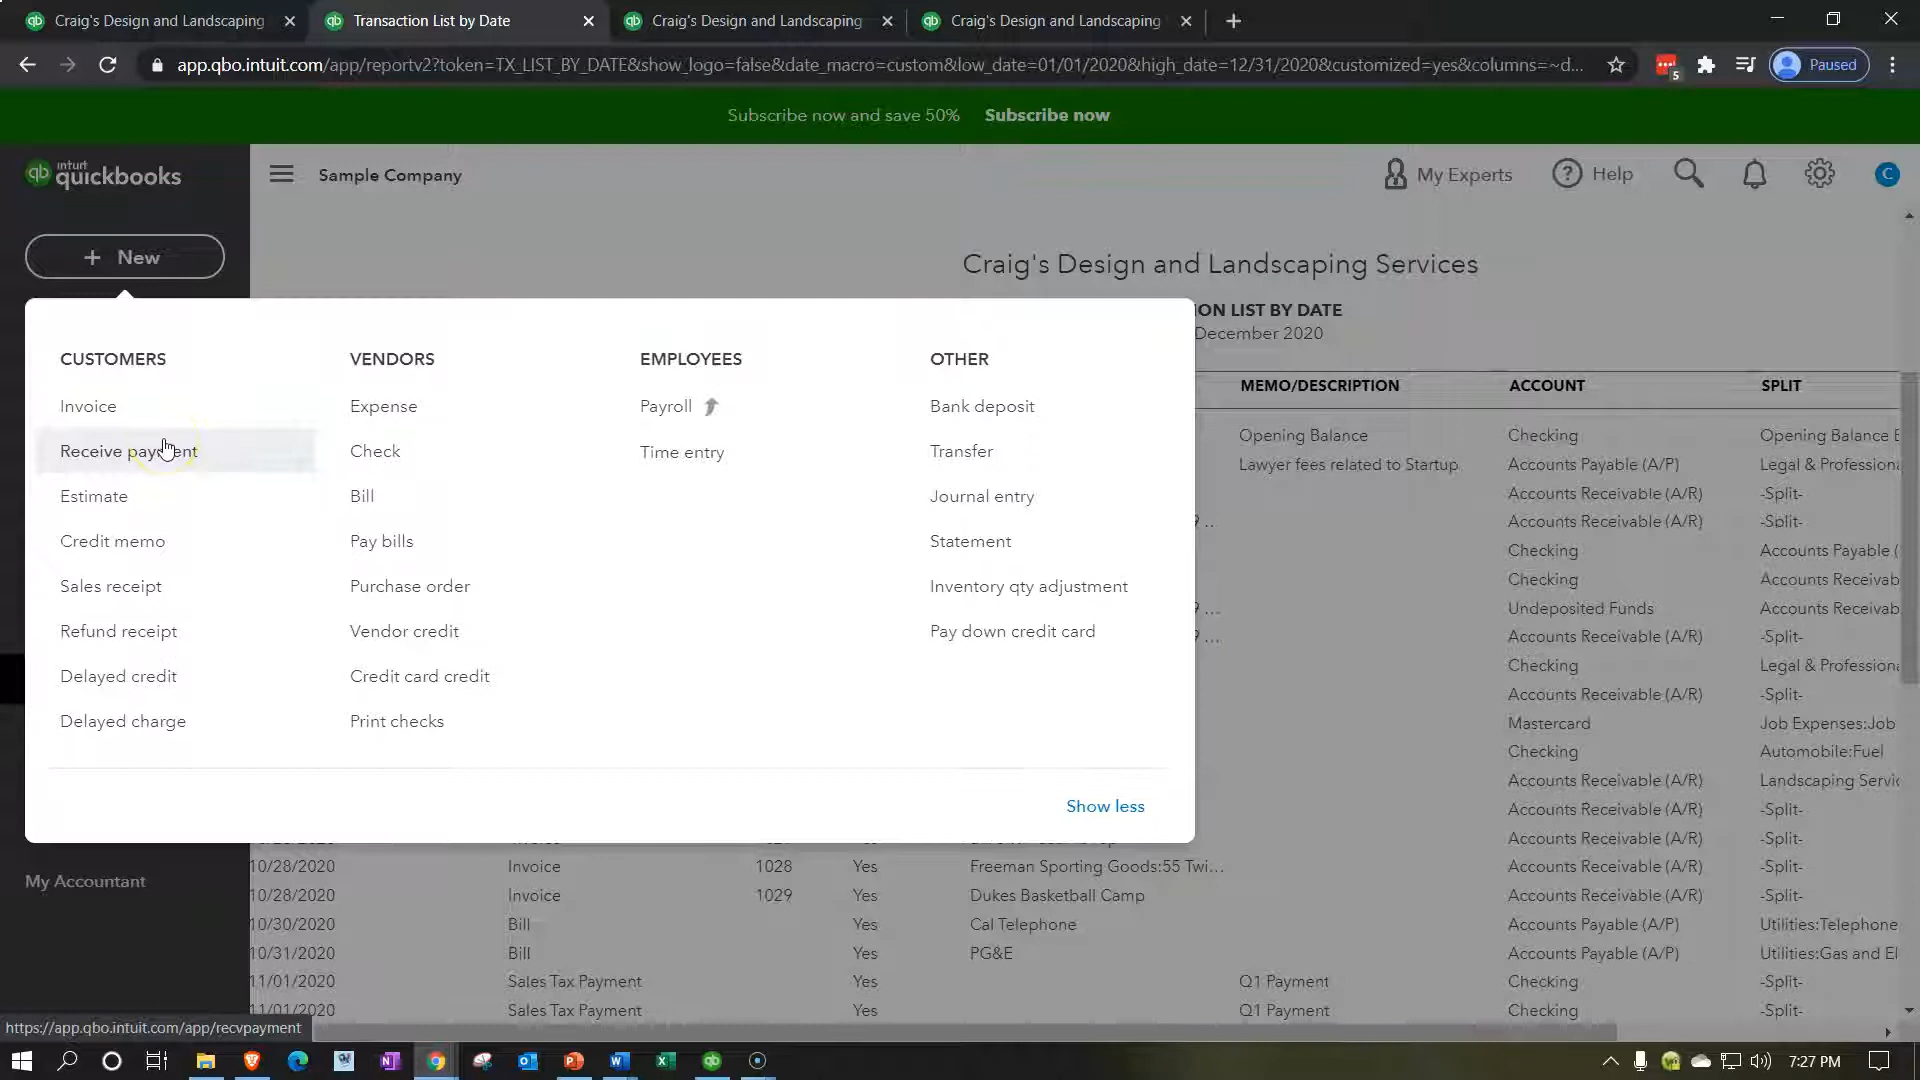 Craig's Design and Landscaping
Transaction List by Date
Craig's Design and Landscaping
Craig's Design and Landscaping
app.qbo.intuit.com/app/reportv2?token=TX_LIST_BY_DATE&show_logo=false&date_macro=custom&low_date=01/01/2020&high_date=12/31/2020&customized=yes&columns=~d...
5
Paused
Subscribe now and save 50% Subscribe now
qb intuit quickbooks
Sample Company
My Experts
Help
C
+ New
Craig's Design and Landscaping Services
ION LIST BY DATE
December 2020
CUSTOMERS
Invoice
Receive payment
Estimate
Credit memo
Sales receipt
Refund receipt
Delayed credit
Delayed charge
VENDORS
Expense
Check
Bill
Pay bills
Purchase order
Vendor credit
Credit card credit
Print checks
EMPLOYEES
Payroll
Time entry
OTHER
Bank deposit
Transfer
Journal entry
Statement
Inventory qty adjustment
Pay down credit card
Show less
MEMO/DESCRIPTION ACCOUNT SPLIT
Opening Balance Checking Opening Balance E
Lawyer fees related to Startup Accounts Payable (A/P) Legal & Professiona
Accounts Receivable (A/R) -Split-
9 ... Accounts Receivable (A/R) -Split-
Checking Accounts Payable (
Checking Accounts Receivab
9 ... Undeposited Funds Accounts Receivab
9 ... Accounts Receivable (A/R) -Split-
Checking Legal & Professiona
Accounts Receivable (A/R) -Split-
Mastercard Job Expenses:Job
Checking Automobile:Fuel
Accounts Receivable (A/R) Landscaping Servic
Accounts Receivable (A/R) -Split-
Accounts Receivable (A/R) -Split-
10/28/2020 Invoice 1028 Yes Freeman Sporting Goods:55 Twi... Accounts Receivable (A/R) -Split-
10/28/2020 Invoice 1029 Yes Dukes Basketball Camp Accounts Receivable (A/R) -Split-
10/30/2020 Bill Yes Cal Telephone Accounts Payable (A/P) Utilities:Telephone
10/31/2020 Bill Yes PG&E Accounts Payable (A/P) Utilities:Gas and El
11/01/2020 Sales Tax Payment Yes Q1 Payment Checking -Split-
11/01/2020 Sales Tax Payment Yes Q1 Payment Checking -Split-
My Accountant
https://app.qbo.intuit.com/app/recvpayment
7:27 PM